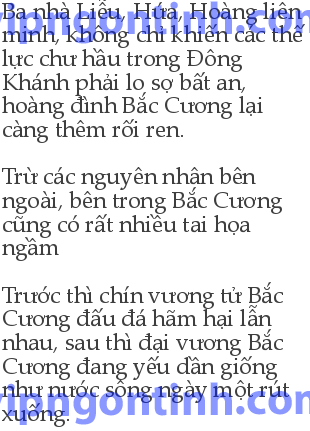 Ba nhà Liễu, Hứa, Hoàng liên
minh, không chỉ khiến các thế
lực chư hầu trong Đông
Khánh phải lo sợ bất an,
hoàng đình Bắc Cương lại
càng thêm rối ren.
Trừ các nguyên nhân bên
ngoài, bên trong Bắc Cương
cũng có rất nhiều tai họa
ngầm
Trước thì chín vương tử Bắc
Cương đấu đá hãm hại lẫn
nhau, sau thì đại vương Bắc
Cương đang yếu dần giống
như nước sông ngày một rút
xuống.
vipngontinh.com